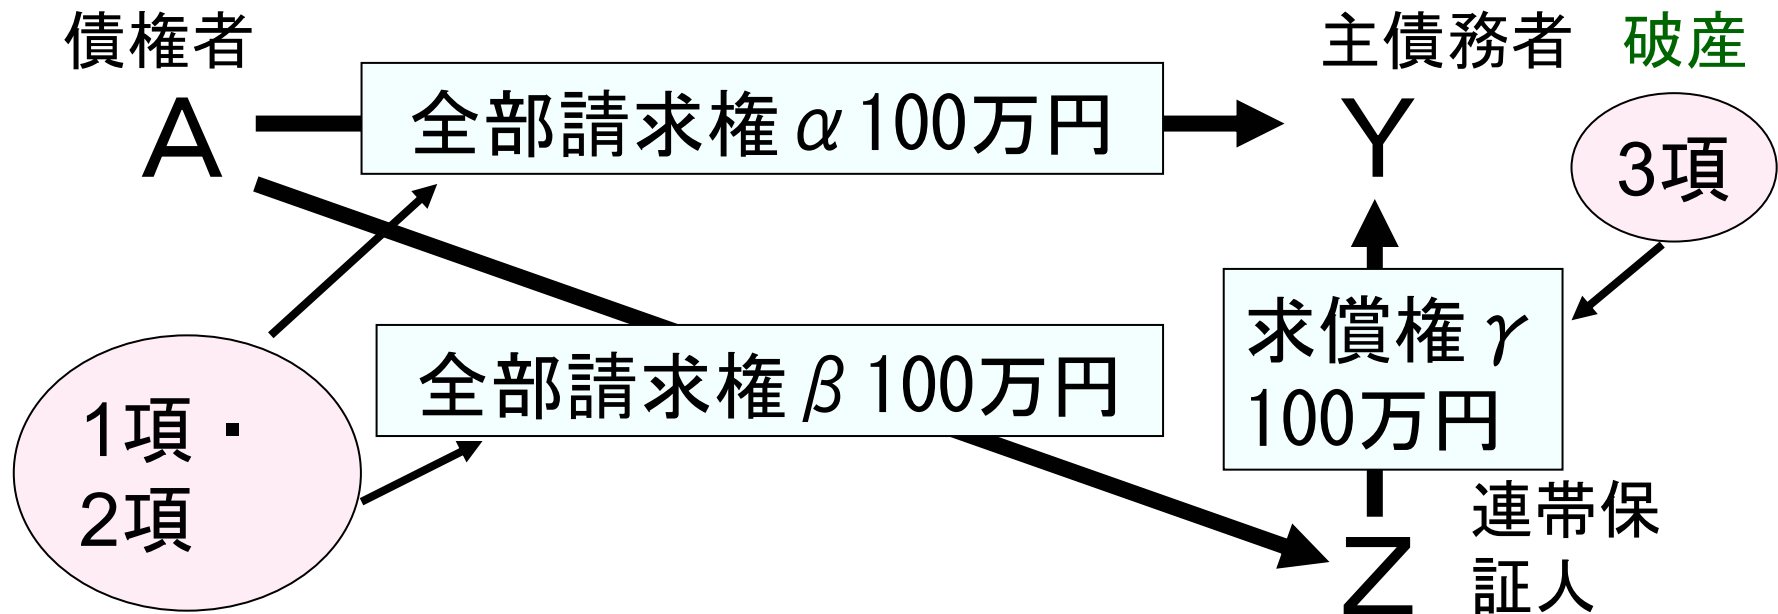 債権者
主債務者 破産
A
全部請求権α100万円
Y
3項
全部請求権β100万円
求償権γ
100万円
1項・
2項
連帯保
証人
Z